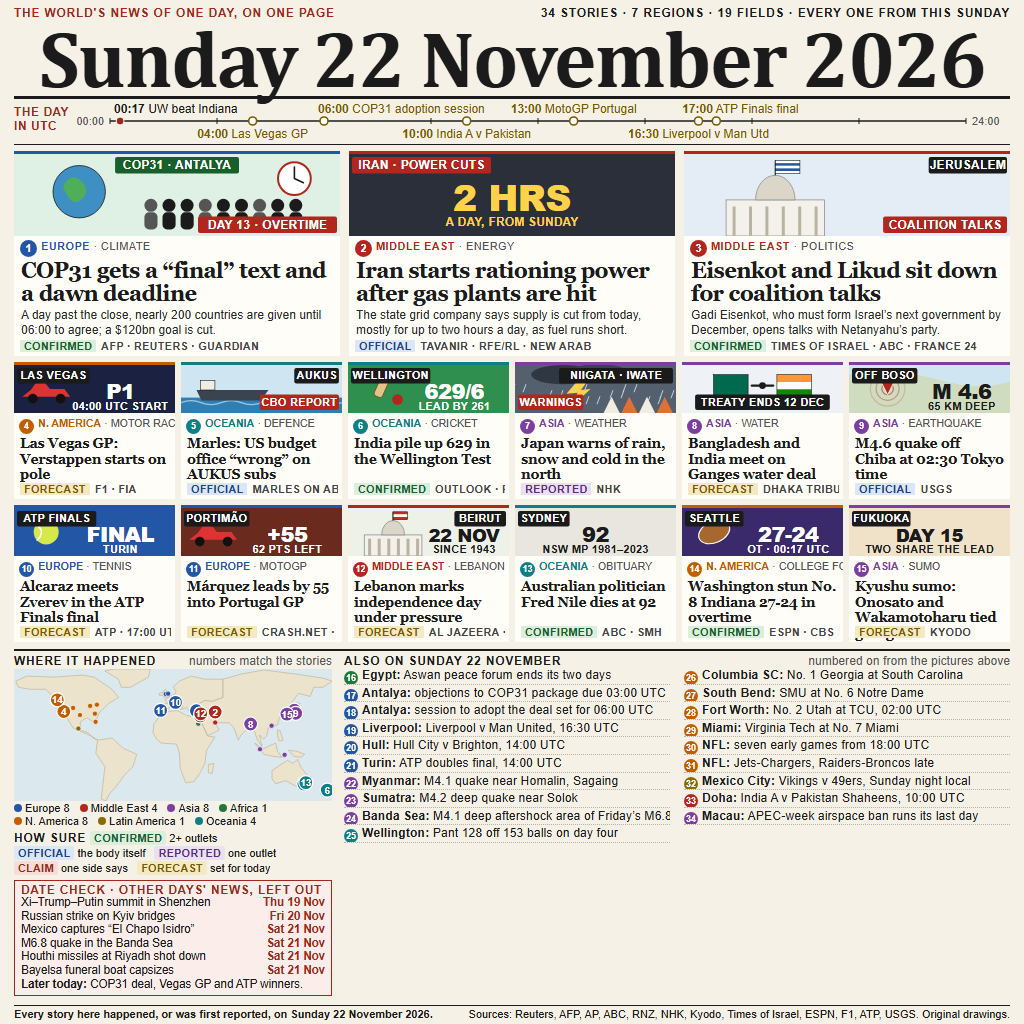 THE WORLD'S NEWS OF ONE DAY, ON ONE PAGE
34 STORIES · 7 REGIONS · 19 FIELDS · EVERY ONE FROM THIS SUNDAY
Sunday 22 November 2026
THE DAY
IN UTC
00:00
00:17 UW beat Indiana
06:00 COP31 adoption session
13:00 MotoGP Portugal
17:00 ATP Finals final
04:00 Las Vegas GP
10:00 India A v Pakistan
16:30 Liverpool v Man Utd
24:00
COP31 · ANTALYA
DAY 13 · OVERTIME
1 EUROPE · CLIMATE
COP31 gets a “final” text and
a dawn deadline
A day past the close, nearly 200 countries are given until
06:00 to agree; a $120bn goal is cut.
CONFIRMED AFP · REUTERS · GUARDIAN
IRAN · POWER CUTS
2 HRS
A DAY, FROM SUNDAY
2 MIDDLE EAST · ENERGY
Iran starts rationing power
after gas plants are hit
The state grid company says supply is cut from today,
mostly for up to two hours a day, as fuel runs short.
OFFICIAL TAVANIR · RFE/RL · NEW ARAB
JERUSALEM
COALITION TALKS
3 MIDDLE EAST · POLITICS
Eisenkot and Likud sit down
for coalition talks
Gadi Eisenkot, who must form Israel's next government by
December, opens talks with Netanyahu's party.
CONFIRMED TIMES OF ISRAEL · ABC · FRANCE 24
LAS VEGAS
P1
04:00 UTC START
4 N. AMERICA · MOTOR RAC
Las Vegas GP:
Verstappen starts on
pole
FORECAST F1 · FIA
AUKUS
CBO REPORT
5 OCEANIA · DEFENCE
Marles: US budget
office “wrong” on
AUKUS subs
OFFICIAL MARLES ON AB
WELLINGTON
629/6
LEAD BY 261
6 OCEANIA · CRICKET
India pile up 629 in
the Wellington Test
CONFIRMED OUTLOOK ·
NIIGATA · IWATE
WARNINGS
7 ASIA · WEATHER
Japan warns of rain,
snow and cold in the
north
REPORTED NHK
TREATY ENDS 12 DEC
8 ASIA · WATER
Bangladesh and
India meet on
Ganges water deal
FORECAST DHAKA TRIBU
OFF BOSO
M 4.6
65 KM DEEP
9 ASIA · EARTHQUAKE
M4.6 quake off
Chiba at 02:30 Tokyo
time
OFFICIAL USGS
ATP FINALS
FINAL
TURIN
10 EUROPE · TENNIS
Alcaraz meets
Zverev in the ATP
Finals final
FORECAST ATP · 17:00 UT
PORTIMÃO
+55
62 PTS LEFT
11 EUROPE · MOTOGP
Márquez leads by 55
into Portugal GP
FORECAST CRASH.NET ·
BEIRUT
22 NOV
SINCE 1943
12 MIDDLE EAST · LEBANON
Lebanon marks
independence day
under pressure
FORECAST AL JAZEERA ·
SYDNEY
92
NSW MP 1981–2023
13 OCEANIA · OBITUARY
Australian politician
Fred Nile dies at 92
CONFIRMED ABC · SMH
SEATTLE
27-24
OT · 00:17 UTC
14 N. AMERICA · COLLEGE FO
Washington stun No.
8 Indiana 27-24 in
overtime
CONFIRMED ESPN · CBS
FUKUOKA
DAY 15
TWO SHARE THE LEAD
15 ASIA · SUMO
Kyushu sumo:
Onosato and
Wakamotoharu tied
FORECAST KYODO
WHERE IT HAPPENED
numbers match the stories
14
4
11
10
12
2
8
15
9
13
6
Europe 8
Middle East 4
Asia 8
Africa 1
N. America 8
Latin America 1
Oceania 4
HOW SURE CONFIRMED 2+ outlets
OFFICIAL the body itself REPORTED one outlet
CLAIM one side says FORECAST set for today
DATE CHECK · OTHER DAYS' NEWS, LEFT OUT
Xi–Trump–Putin summit in Shenzhen Thu 19 Nov
Russian strike on Kyiv bridges Fri 20 Nov
Mexico captures “El Chapo Isidro” Sat 21 Nov
M6.8 quake in the Banda Sea Sat 21 Nov
Houthi missiles at Riyadh shot down Sat 21 Nov
Bayelsa funeral boat capsizes Sat 21 Nov
Later today: COP31 deal, Vegas GP and ATP winners.
ALSO ON SUNDAY 22 NOVEMBER
numbered on from the pictures above
16 Egypt: Aswan peace forum ends its two days
17 Antalya: objections to COP31 package due 03:00 UTC
18 Antalya: session to adopt the deal set for 06:00 UTC
19 Liverpool: Liverpool v Man United, 16:30 UTC
20 Hull: Hull City v Brighton, 14:00 UTC
21 Turin: ATP doubles final, 14:00 UTC
22 Myanmar: M4.1 quake near Homalin, Sagaing
23 Sumatra: M4.2 deep quake near Solok
24 Banda Sea: M4.1 deep aftershock area of Friday's M6.8
25 Wellington: Pant 128 off 153 balls on day four
26 Columbia SC: No. 1 Georgia at South Carolina
27 South Bend: SMU at No. 6 Notre Dame
28 Fort Worth: No. 2 Utah at TCU, 02:00 UTC
29 Miami: Virginia Tech at No. 7 Miami
30 NFL: seven early games from 18:00 UTC
31 NFL: Jets-Chargers, Raiders-Broncos late
32 Mexico City: Vikings v 49ers, Sunday night local
33 Doha: India A v Pakistan Shaheens, 10:00 UTC
34 Macau: APEC-week airspace ban runs its last day
Every story here happened, or was first reported, on Sunday 22 November 2026.
Sources: Reuters, AFP, AP, ABC, RNZ, NHK, Kyodo, Times of Israel, ESPN, F1, ATP, USGS. Original drawings.